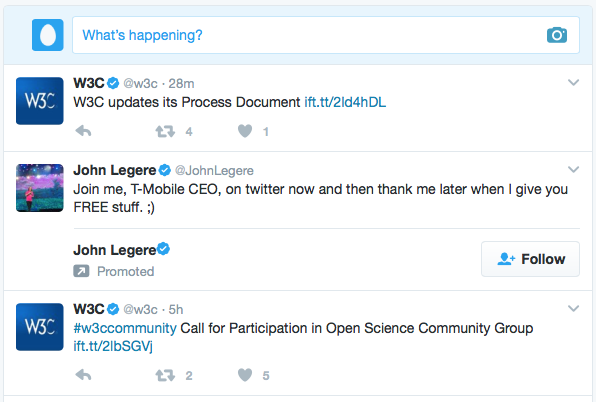 What's happening?
W3C @w3c · 28m
W3C
W3C updates its Process Document ift.tt/2ld4hDL
4 1
John Legere @JohnLegere
Join me, T-Mobile CEO, on twitter now and then thank me later when I give you
FREE stuff. ;)
John Legere
Follow
Promoted
W3C @w3c · 5h
W3C
#w3ccommunity Call for Participation in Open Science Community Group
ift.tt/2lbSGVj
2 5